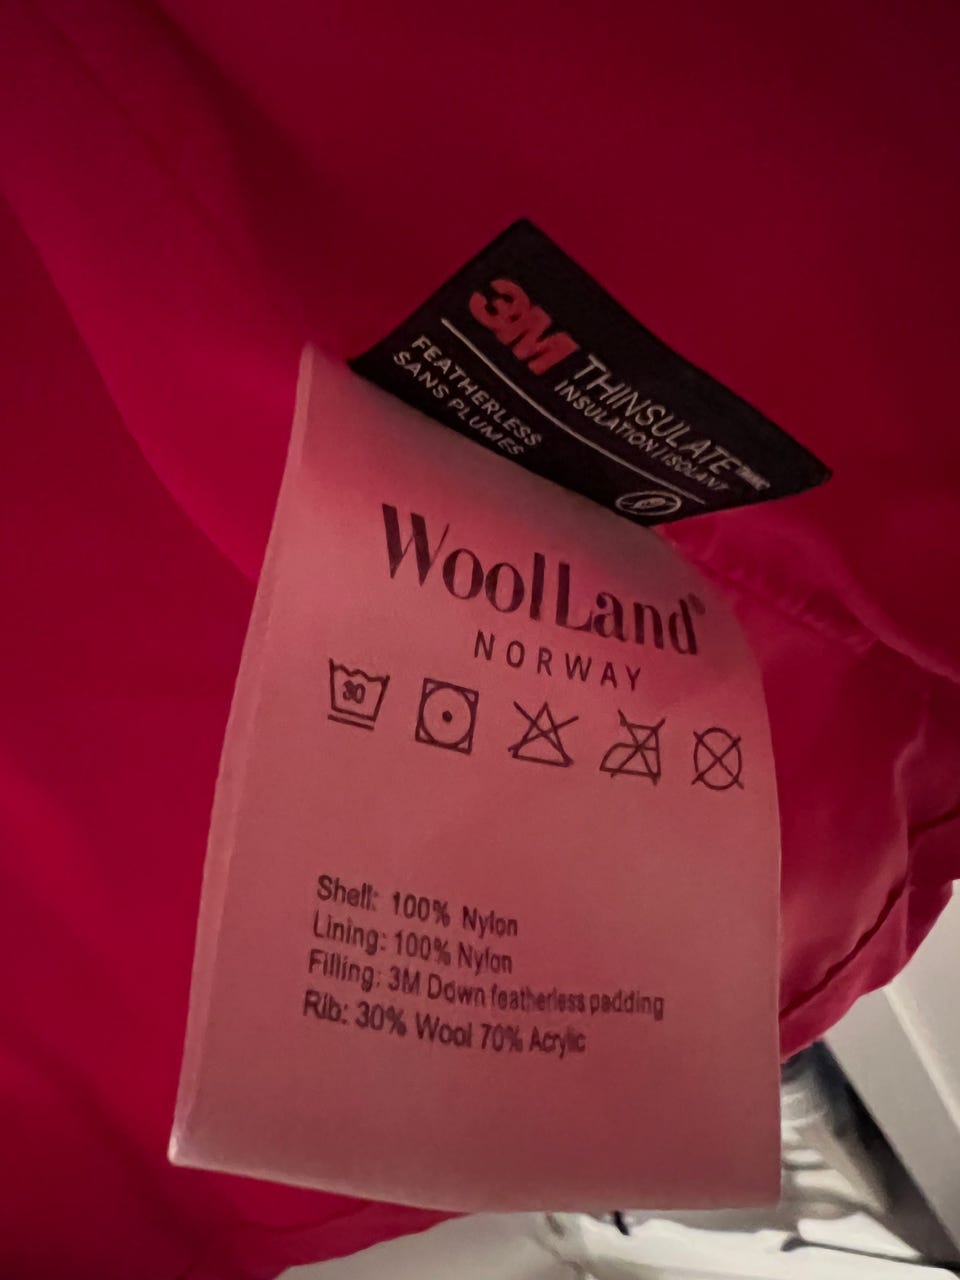 3M
THINSULATE™
INSULATION | ISOLANT
FEATHERLESS
SANS PLUMES
WoolLand®
NORWAY
30
Shell: 100% Nylon
Lining: 100% Nylon
Filling: 3M Down featherless padding
Rib: 30% Wool 70% Acrylic